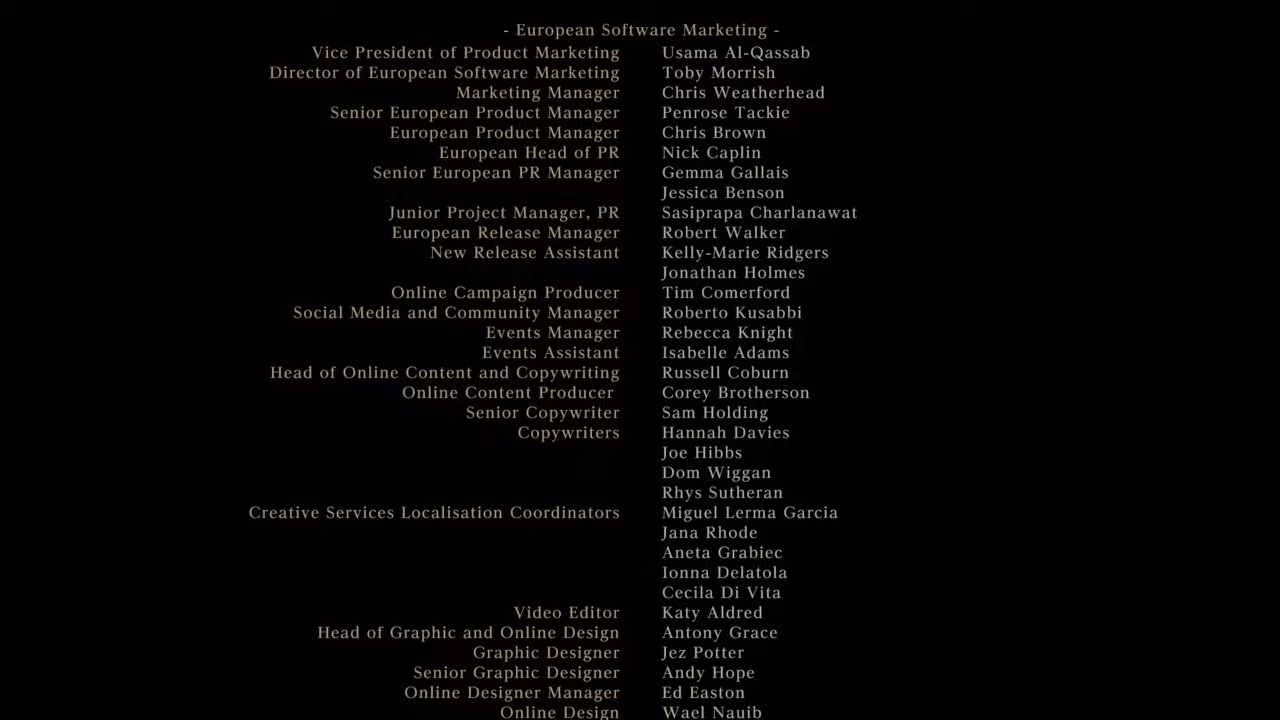 - European Software Marketing -
Vice President of Product Marketing Usama Al-Qassab
Director of European Software Marketing Toby Morrish
Marketing Manager Chris Weatherhead
Senior European Product Manager Penrose Tackie
European Product Manager Chris Brown
European Head of PR Nick Caplin
Senior European PR Manager Gemma Gallais
Jessica Benson
Junior Project Manager, PR Sasiprapa Charlanawat
European Release Manager Robert Walker
New Release Assistant Kelly-Marie Ridgers
Jonathan Holmes
Online Campaign Producer Tim Comerford
Social Media and Community Manager Roberto Kusabbi
Events Manager Rebecca Knight
Events Assistant Isabelle Adams
Head of Online Content and Copywriting Russell Coburn
Online Content Producer Corey Brotherson
Senior Copywriter Sam Holding
Copywriters Hannah Davies
Joe Hibbs
Dom Wiggan
Rhys Sutheran
Creative Services Localisation Coordinators Miguel Lerma Garcia
Jana Rhode
Aneta Grabiec
Ionna Delatola
Cecila Di Vita
Video Editor Katy Aldred
Head of Graphic and Online Design Antony Grace
Graphic Designer Jez Potter
Senior Graphic Designer Andy Hope
Online Designer Manager Ed Easton
Online Design Wael Nauib